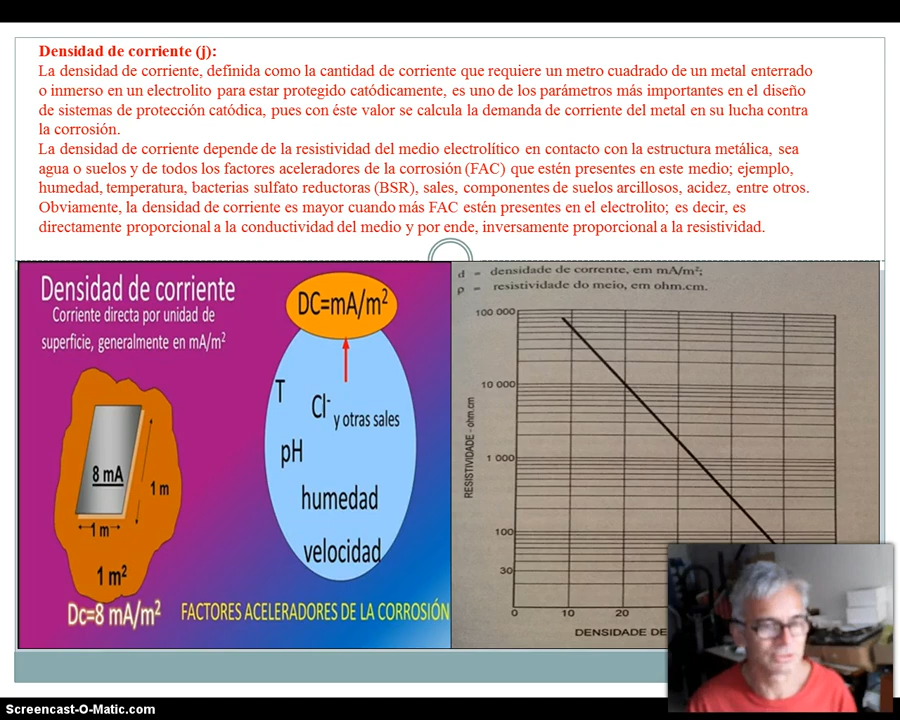 Densidad de corriente (j):
La densidad de corriente, definida como la cantidad de corriente que requiere un metro cuadrado de un metal enterrado
o inmerso en un electrolito para estar protegido catódicamente, es uno de los parámetros más importantes en el diseño
de sistemas de protección catódica, pues con éste valor se calcula la demanda de corriente del metal en su lucha contra
la corrosión.
La densidad de corriente depende de la resistividad del medio electrolítico en contacto con la estructura metálica, sea
agua o suelos y de todos los factores aceleradores de la corrosión (FAC) que estén presentes en este medio; ejemplo,
humedad, temperatura, bacterias sulfato reductoras (BSR), sales, componentes de suelos arcillosos, acidez, entre otros.
Obviamente, la densidad de corriente es mayor cuando más FAC estén presentes en el electrolito; es decir, es
directamente proporcional a la conductividad del medio y por ende, inversamente proporcional a la resistividad.
Densidad de corriente
Corriente directa por unidad de
superficie, generalmente en mA/m²
8 mA
1 m
1 m
1 m²
Dc=8 mA/m²
DC=mA/m²
T
Cl⁻
y otras sales
pH
humedad
velocidad
FACTORES ACELERADORES DE LA CORROSIÓN
d = densidade de corrente, em mA/m²;
ρ = resistividade do meio, em ohm.cm.
100 000
10 000
1 000
100
30
RESISTIVIDADE - ohm.cm
0 10 20
DENSIDADE DE
Screencast-O-Matic.com